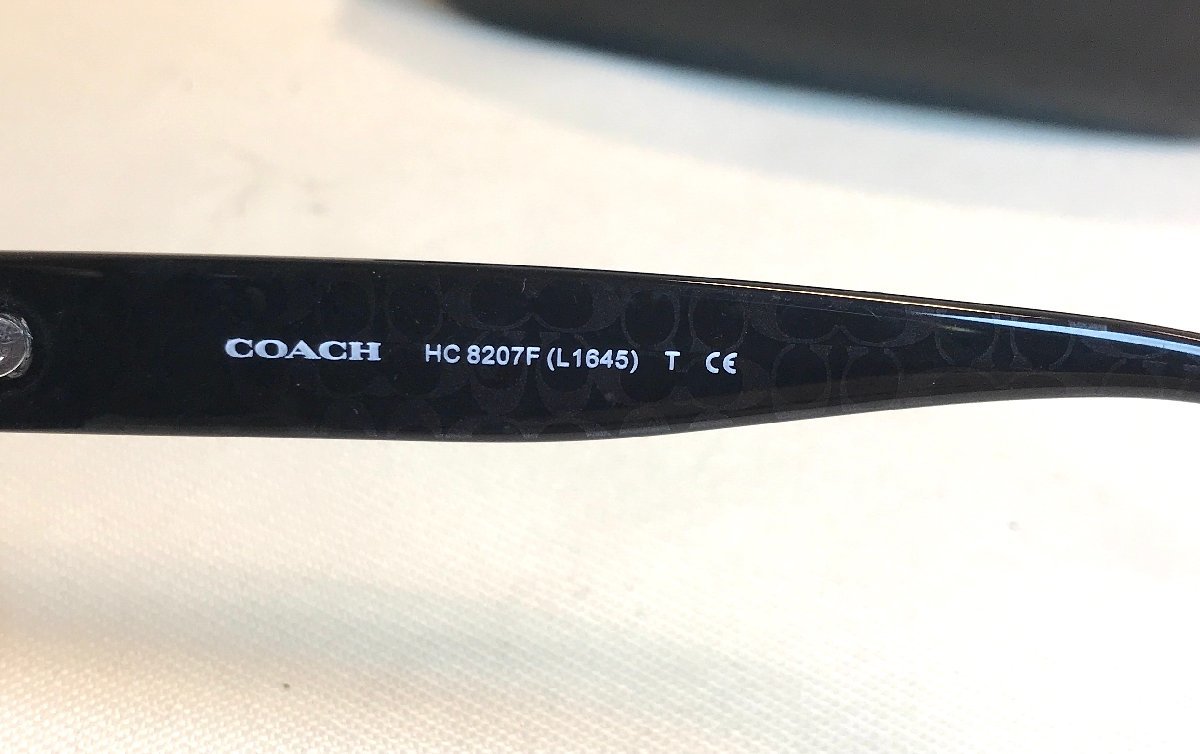 COACH HC 8207F (L1645) T CE